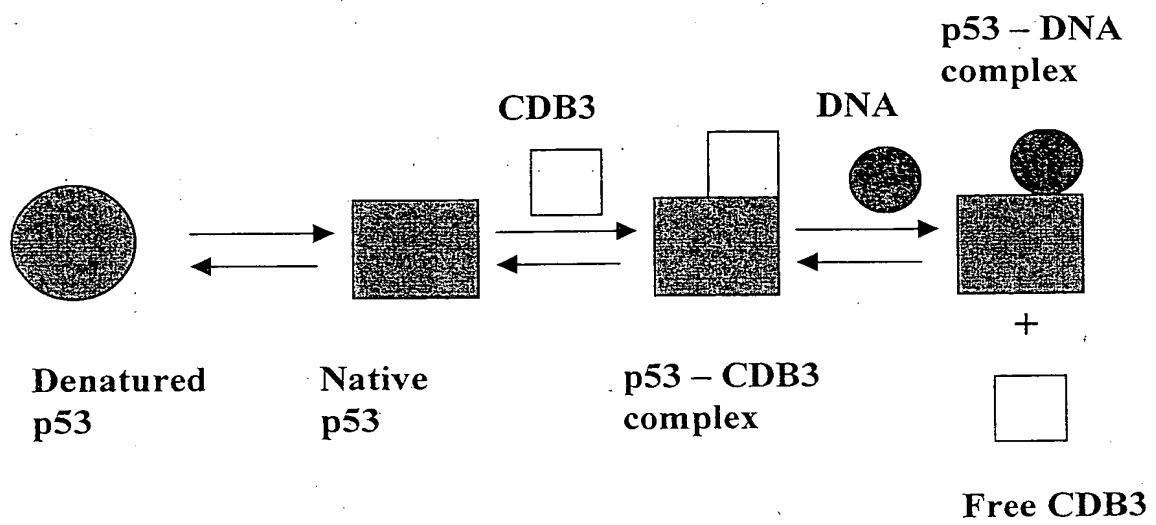 p53 – DNA
complex
CDB3
DNA
+
Denatured
p53
Native
p53
p53 – CDB3
complex
Free CDB3